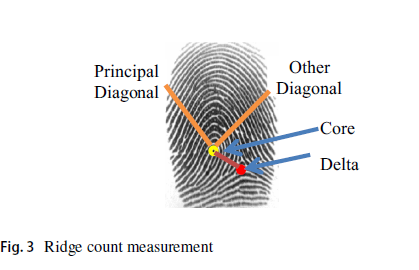 Principal
Diagonal
Other
Diagonal
Core
Delta
Fig. 3 Ridge count measurement